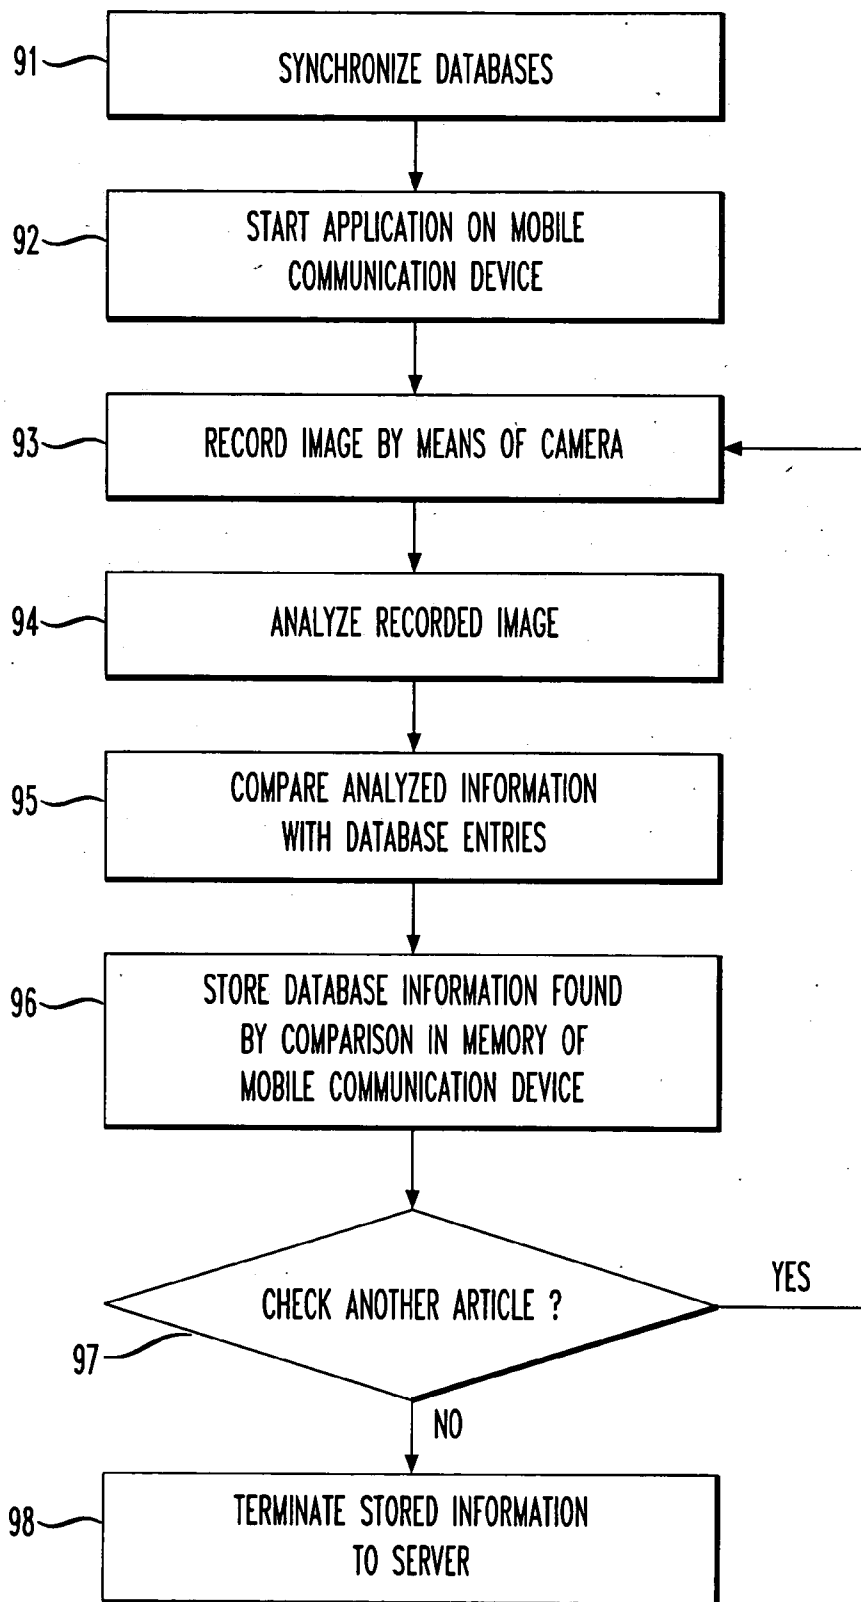 91
SYNCHRONIZE DATABASES
92
START APPLICATION ON MOBILE
COMMUNICATION DEVICE
93
RECORD IMAGE BY MEANS OF CAMERA
94
ANALYZE RECORDED IMAGE
95
COMPARE ANALYZED INFORMATION
WITH DATABASE ENTRIES
96
STORE DATABASE INFORMATION FOUND
BY COMPARISON IN MEMORY OF
MOBILE COMMUNICATION DEVICE
97
CHECK ANOTHER ARTICLE ?
YES
NO
98
TERMINATE STORED INFORMATION
TO SERVER